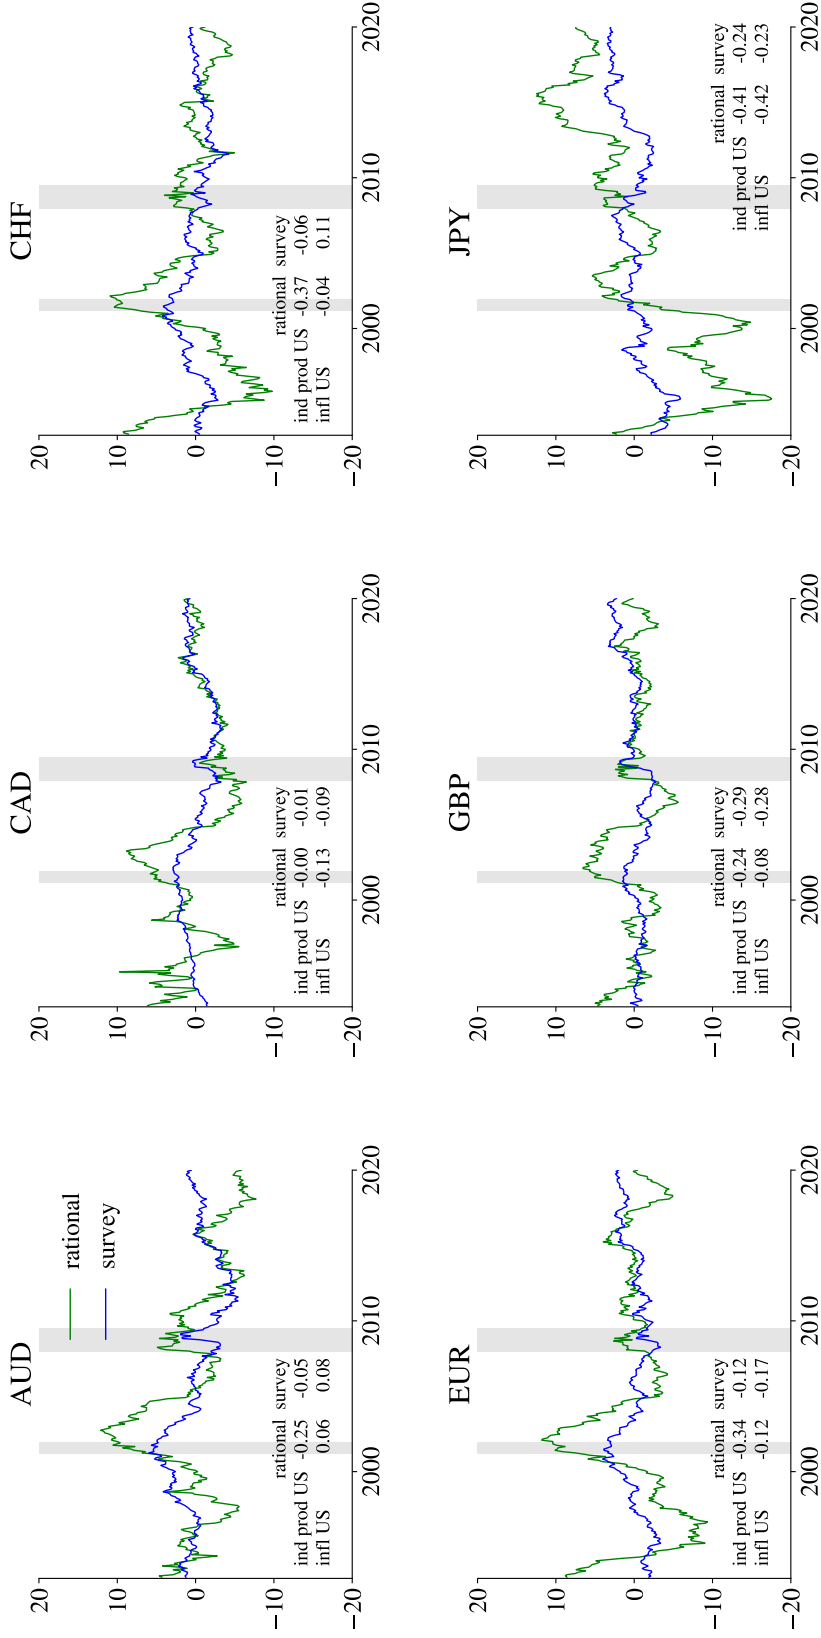 AUD
20
10
0
−10
−20
2000
2010
2020
rational
survey
rational survey
ind prod US -0.25 -0.05
infl US 0.06 0.08
CAD
20
10
0
−10
−20
2000
2010
2020
rational survey
ind prod US -0.00 -0.01
infl US -0.13 -0.09
CHF
20
10
0
−10
−20
2000
2010
2020
rational survey
ind prod US -0.37 -0.06
infl US -0.04 0.11
EUR
20
10
0
−10
−20
2000
2010
2020
rational survey
ind prod US -0.34 -0.12
infl US -0.12 -0.17
GBP
20
10
0
−10
−20
2000
2010
2020
rational survey
ind prod US -0.24 -0.29
infl US -0.08 -0.28
JPY
20
10
0
−10
−20
2000
2010
2020
rational survey
ind prod US -0.41 -0.24
infl US -0.42 -0.23